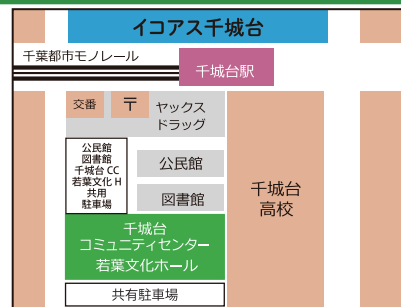 イコアス千城台
千葉都市モノレール
千城台駅
交番
〒
ヤックス
ドラッグ
公民館
図書館
千城台 CC
若葉文化 H
共用
駐車場
公民館
図書館
千城台
高校
千城台
コミュニティセンター
若葉文化ホール
共有駐車場